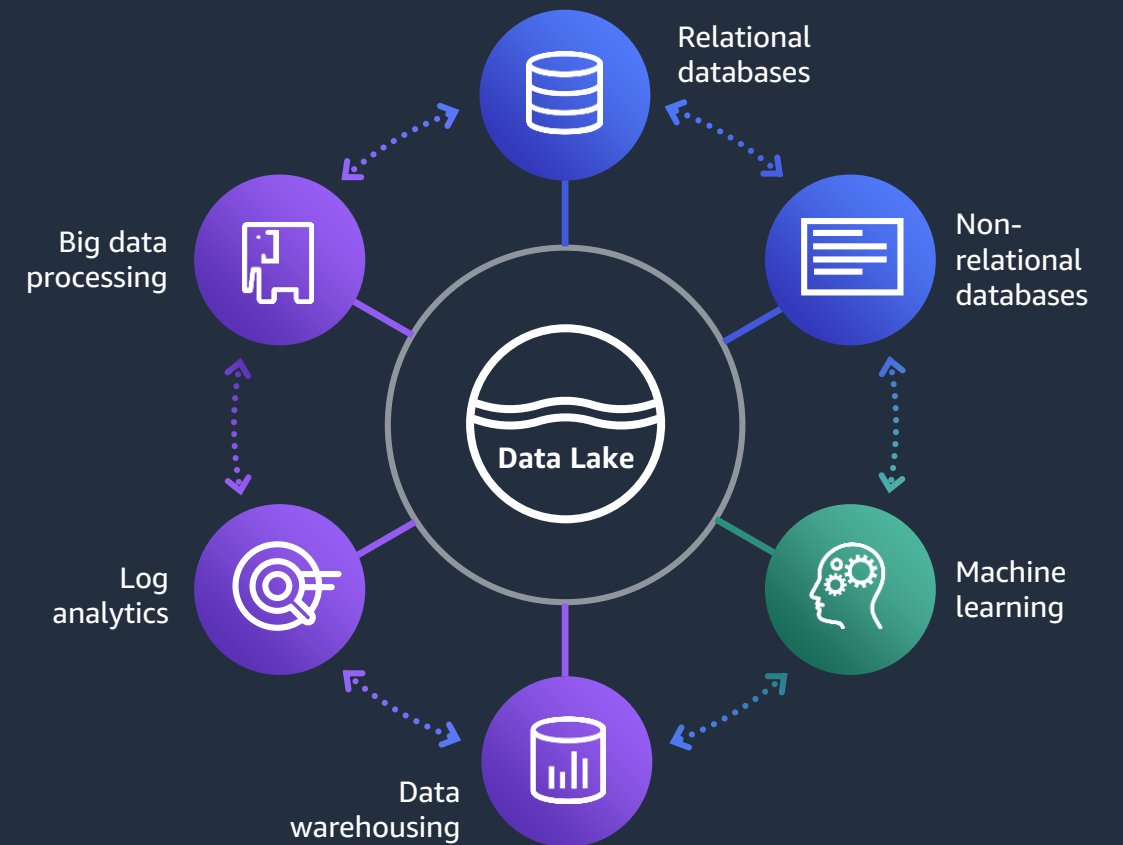 Relational
databases
Non-
relational
databases
Big data
processing
Data Lake
Machine
learning
Log
analytics
Data
warehousing